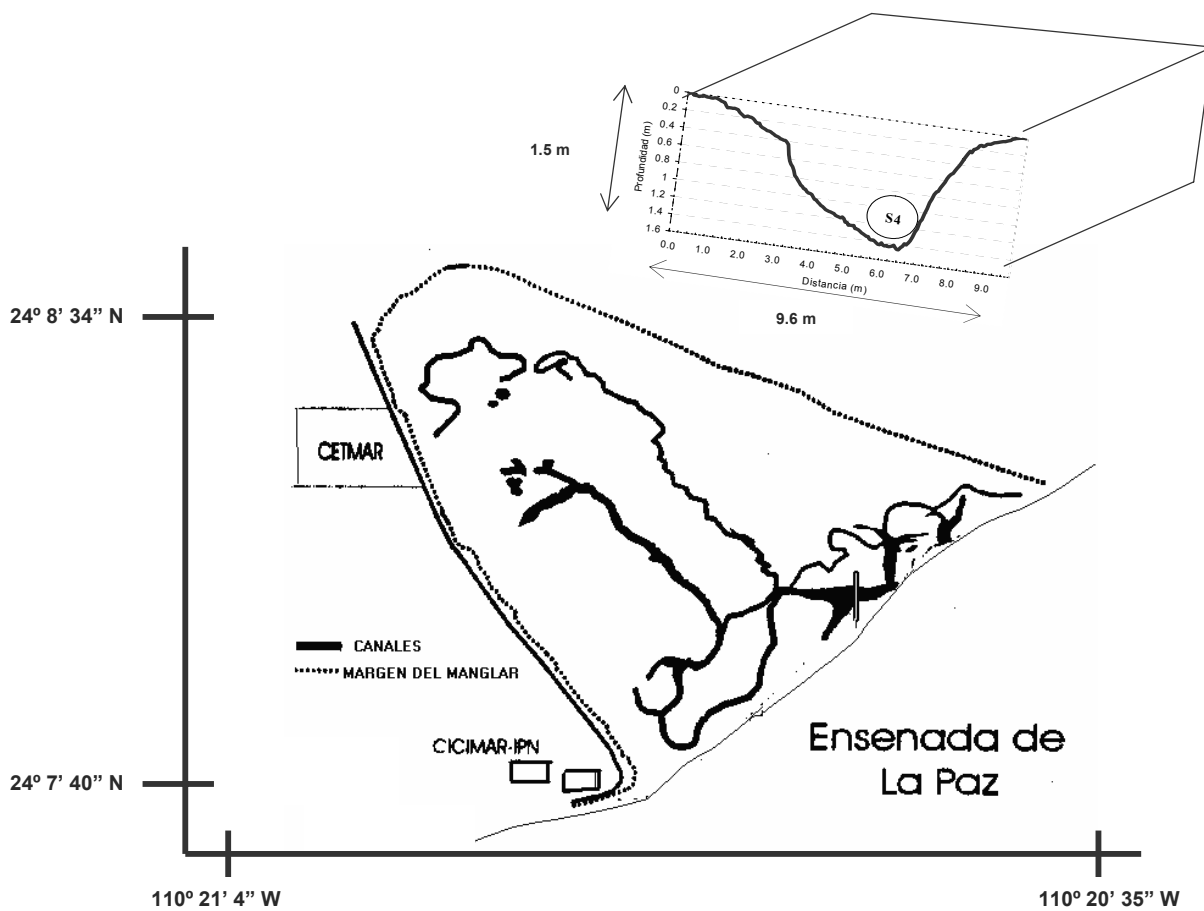 1.5 m
Profundidad (m)
0
0.2
0.4
0.6
0.8
1
1.2
1.4
1.6
S4
0.0 1.0 2.0 3.0 4.0 5.0 6.0 7.0 8.0 9.0
Distancia (m)
9.6 m
24º 8’ 34” N
CETMAR
CANALES
MARGEN DEL MANGLAR
CICIMAR-IPN
Ensenada de
La Paz
24º 7’ 40” N
110º 21’ 4” W
110º 20’ 35” W